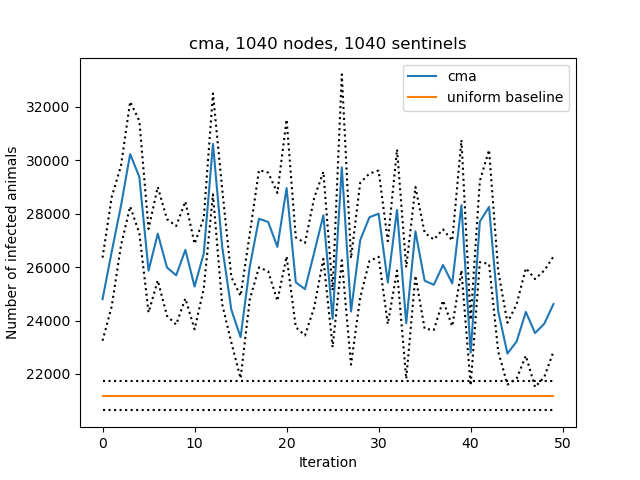 cma, 1040 nodes, 1040 sentinels
cma
uniform baseline
Number of infected animals
32000
30000
28000
26000
24000
22000
0 10 20 30 40 50
Iteration